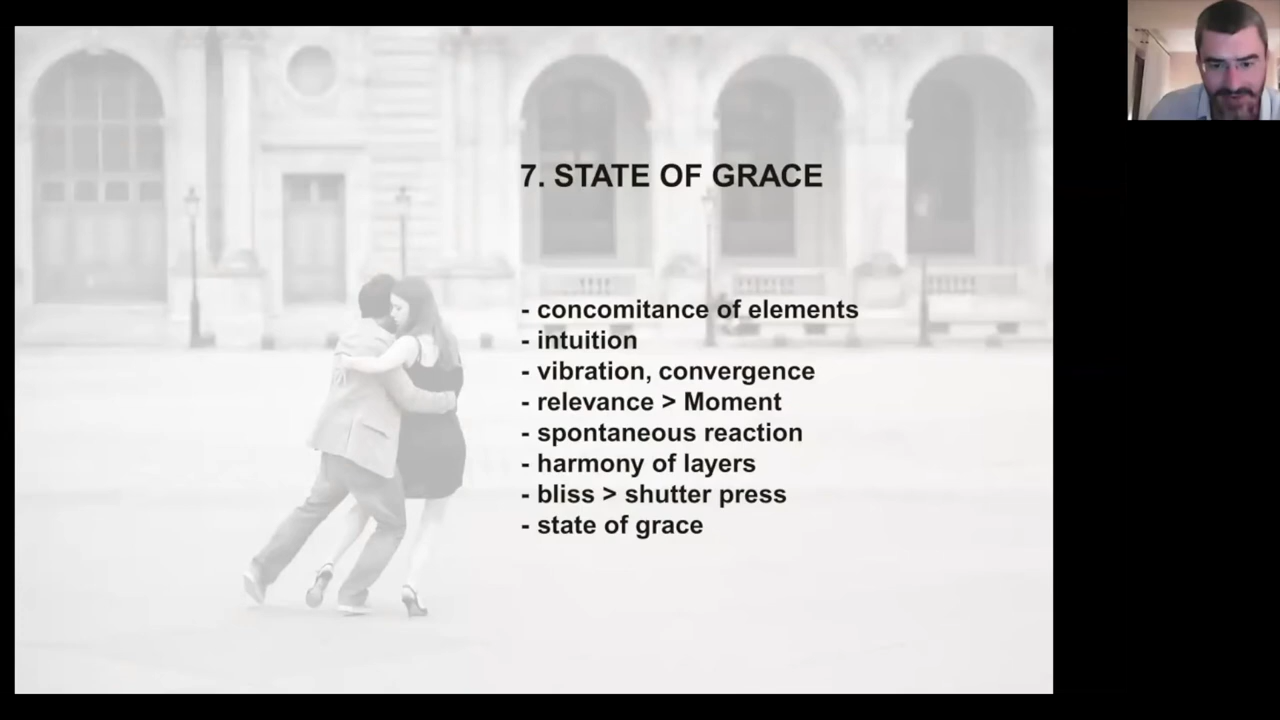 7. STATE OF GRACE
- concomitance of elements
- intuition
- vibration, convergence
- relevance > Moment
- spontaneous reaction
- harmony of layers
- bliss > shutter press
- state of grace